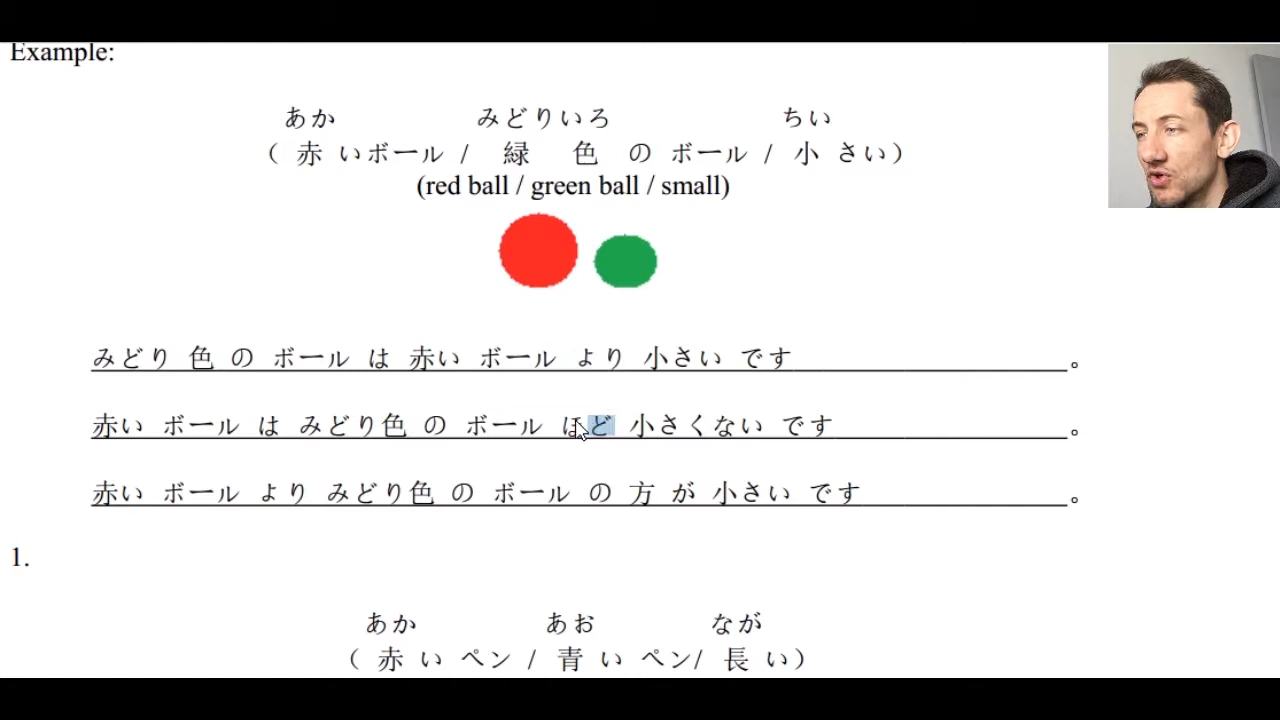 Example:
あか みどりいろ ちい
( 赤 いボール / 緑 色 の ボール / 小 さい)
(red ball / green ball / small)
みどり 色 の ボール は 赤い ボール より 小さい です 。
赤い ボール は みどり色 の ボール ほど 小さくない です 。
赤い ボール より みどり色 の ボール の 方 が 小さい です 。
1.
あか あお なが
( 赤 い ペン / 青 い ペン/ 長 い)